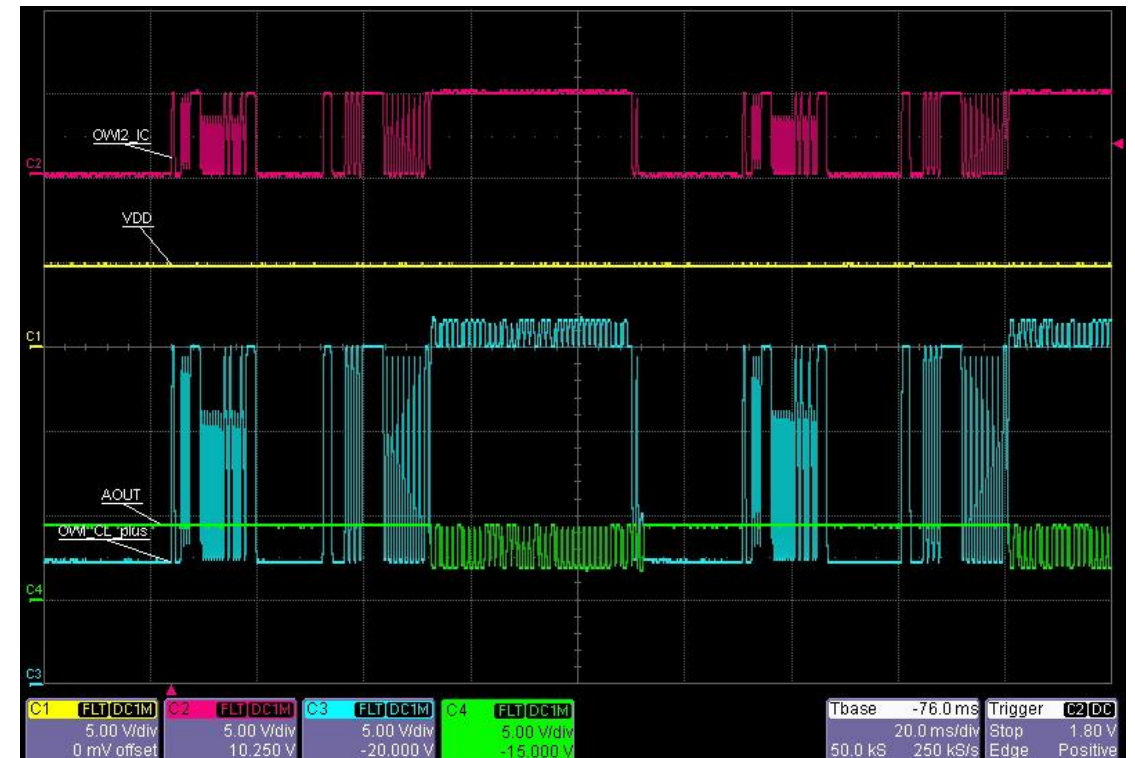 OWI2_IC
C2
VDD
C1
AOUT
OWI_CL_plus
C4
C3
C1 FLT DC1M
5.00 V/div
0 mV offset
C2 FLT DC1M
5.00 V/div
10.250 V
C3 FLT DC1M
5.00 V/div
-20.000 V
C4 FLT DC1M
5.00 V/div
-15.000 V
Tbase -76.0 ms
20.0 ms/div
50.0 kS 250 kS/s
Trigger C2 DC
Stop 1.80 V
Edge Positive